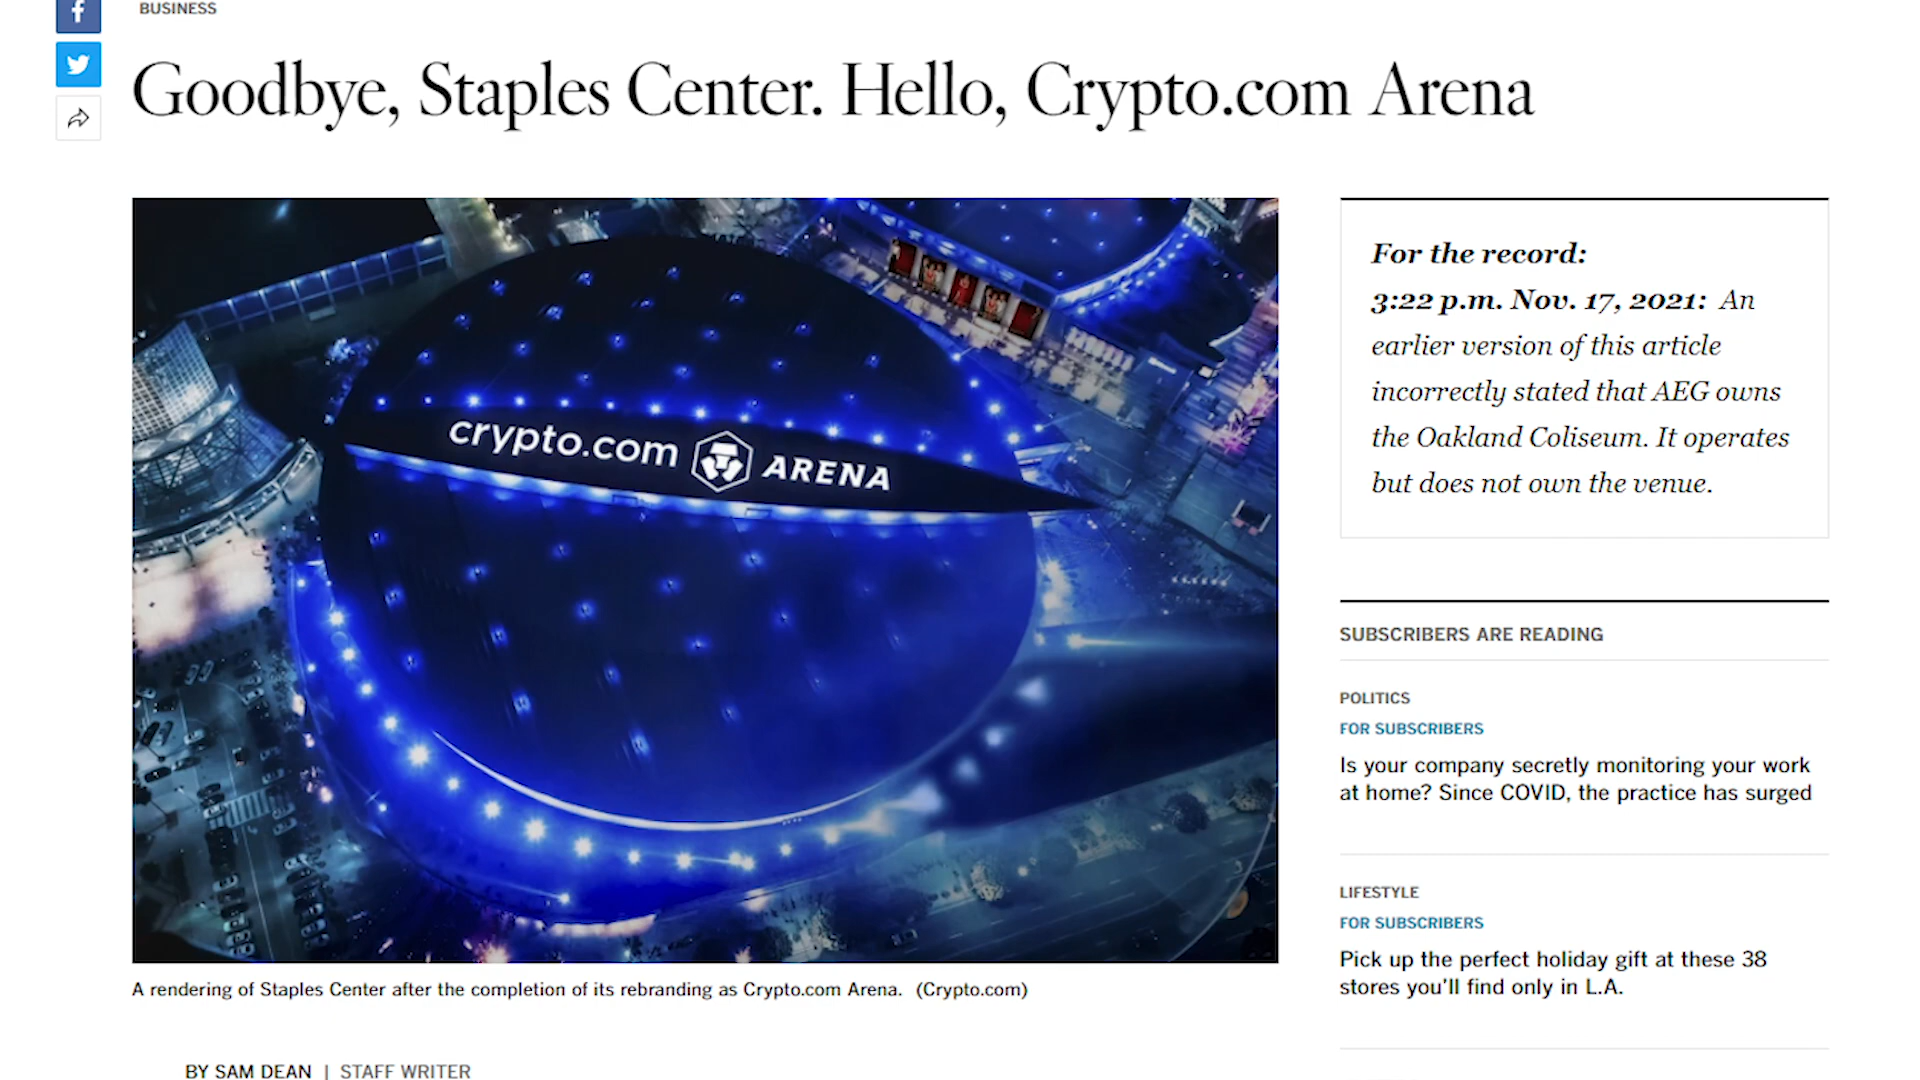 BUSINESS
Goodbye, Staples Center. Hello, Crypto.com Arena
crypto.com ARENA
A rendering of Staples Center after the completion of its rebranding as Crypto.com Arena. (Crypto.com)
BY SAM DEAN | STAFF WRITER
For the record:
3:22 p.m. Nov. 17, 2021: An
earlier version of this article
incorrectly stated that AEG owns
the Oakland Coliseum. It operates
but does not own the venue.
SUBSCRIBERS ARE READING
POLITICS
FOR SUBSCRIBERS
Is your company secretly monitoring your work
at home? Since COVID, the practice has surged
LIFESTYLE
FOR SUBSCRIBERS
Pick up the perfect holiday gift at these 38
stores you'll find only in L.A.